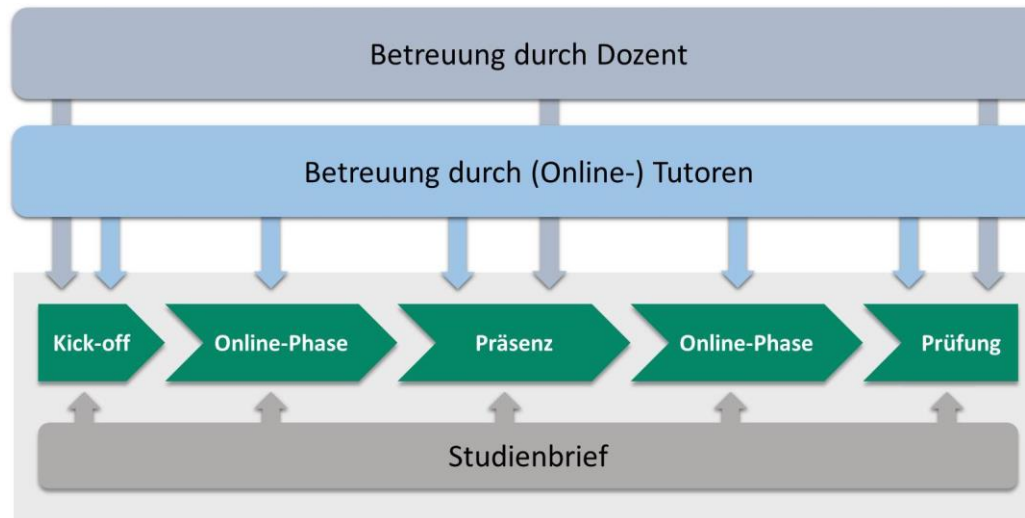 Betreuung durch Dozent
Betreuung durch (Online-) Tutoren
Kick-off
Online-Phase
Präsenz
Online-Phase
Prüfung
Studienbrief